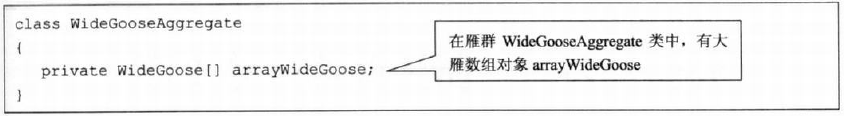 class WideGooseAggregate
{
private WideGoose[] arrayWideGoose;
}
在雁群 WideGooseAggregate 类中，有大
雁数组对象 arrayWideGoose